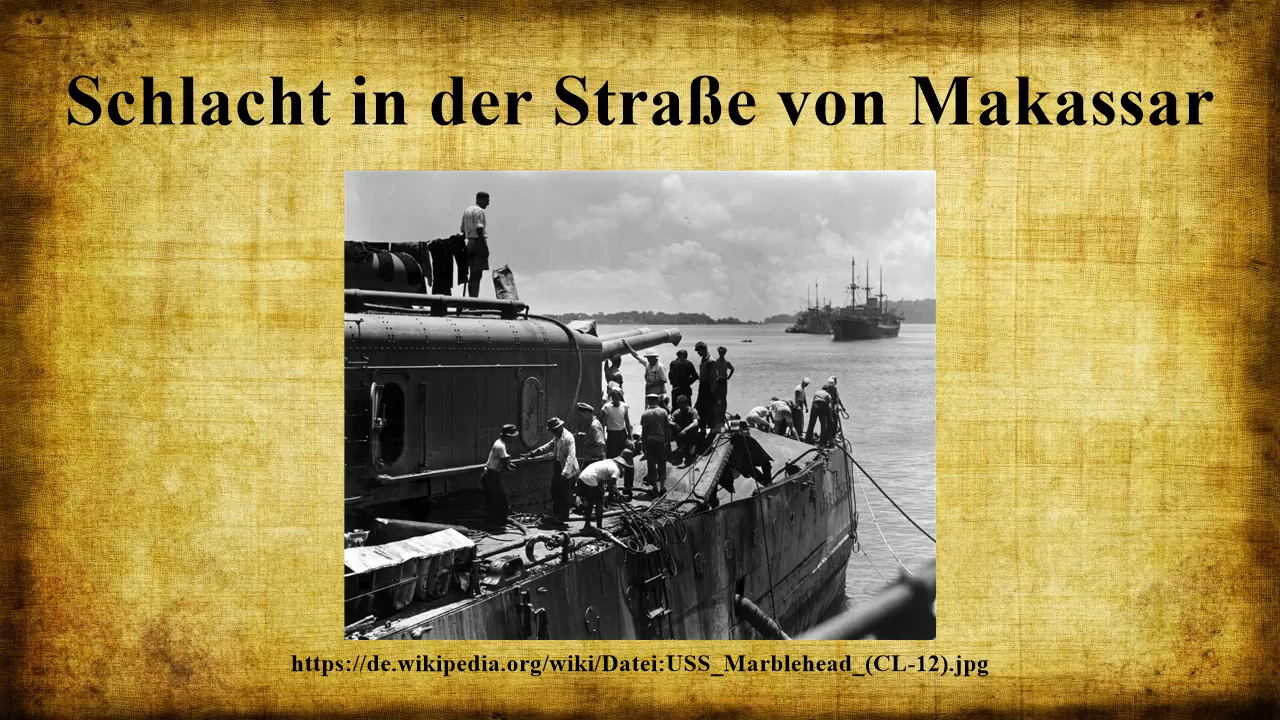 Schlacht in der Straße von Makassar
https://de.wikipedia.org/wiki/Datei:USS_Marblehead_(CL-12).jpg